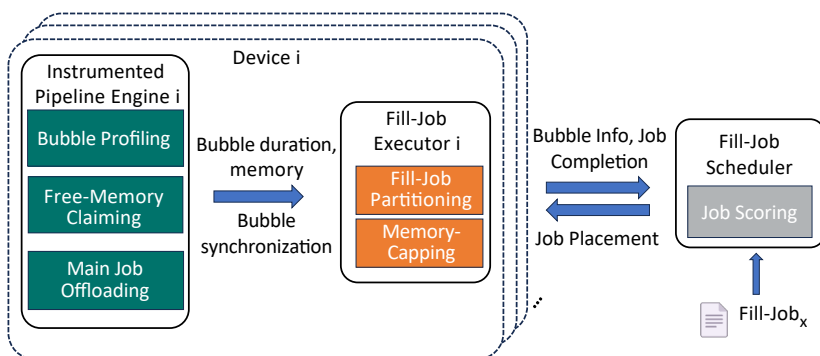 Device i
Instrumented
Pipeline Engine i
Bubble Profiling
Free-Memory
Claiming
Main Job
Offloading
Bubble duration,
memory
Bubble
synchronization
Fill-Job
Executor i
Fill-Job
Partitioning
Memory-
Capping
Bubble Info, Job
Completion
Job Placement
Fill-Job
Scheduler
Job Scoring
Fill-Jobₓ
...